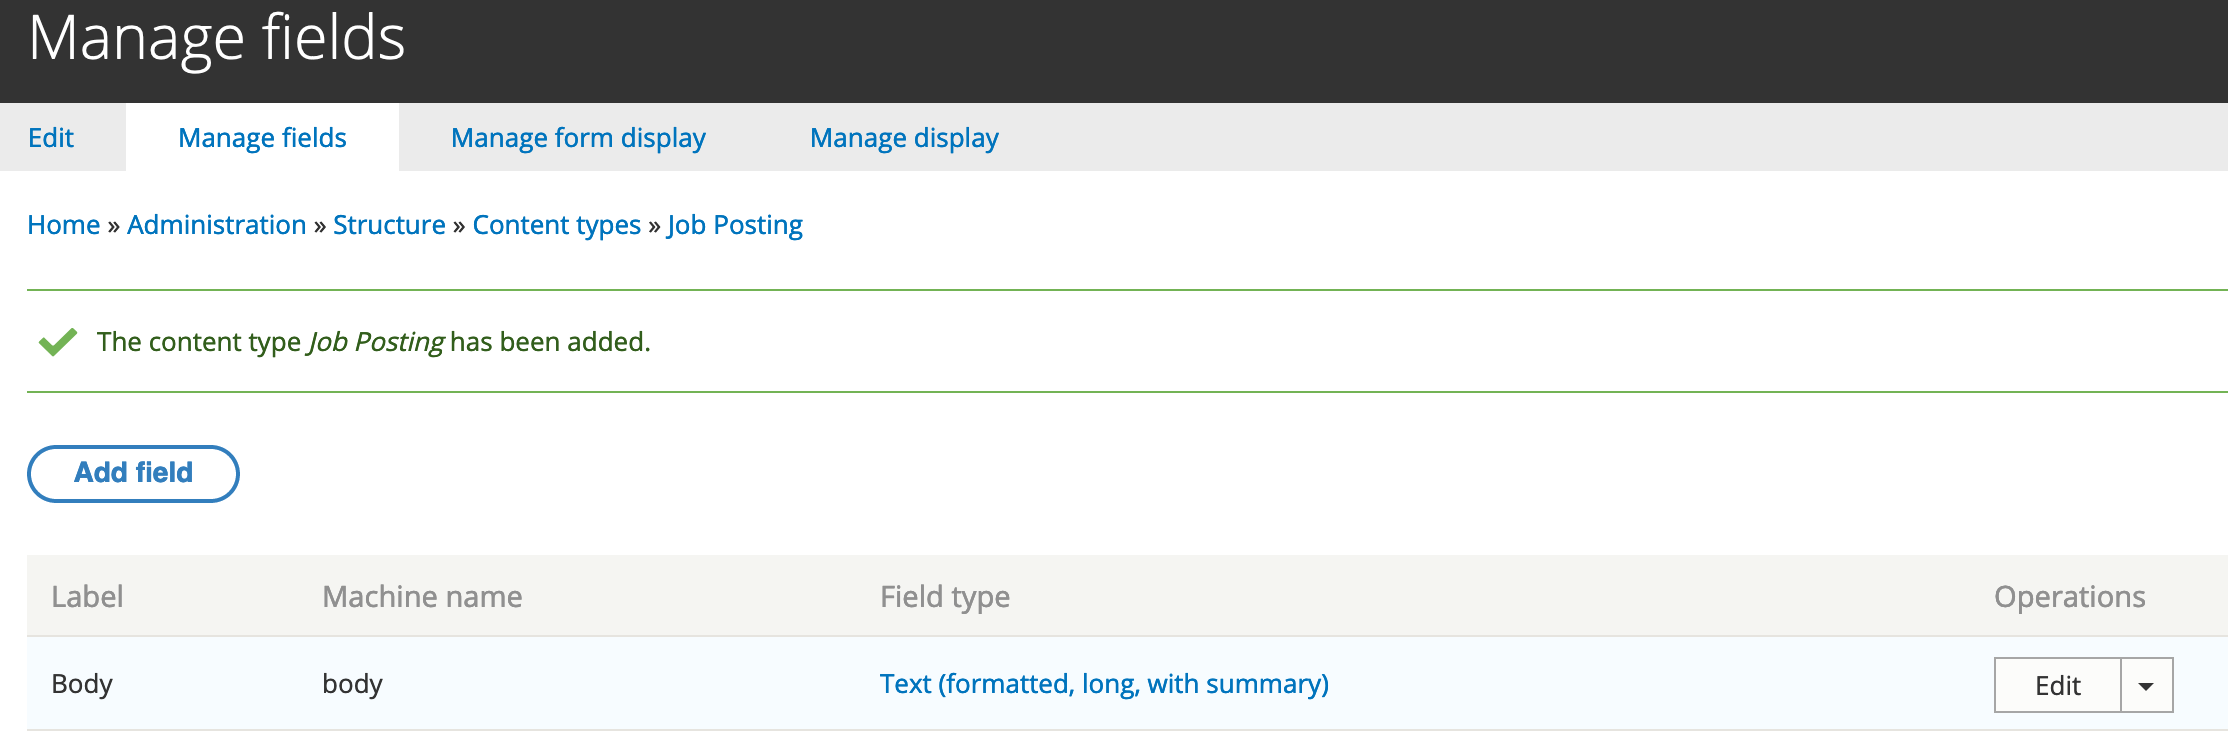 Manage fields
Edit Manage fields Manage form display Manage display
Home » Administration » Structure » Content types » Job Posting
The content type Job Posting has been added.
Add field
Label Machine name Field type Operations
Body body Text (formatted, long, with summary) Edit